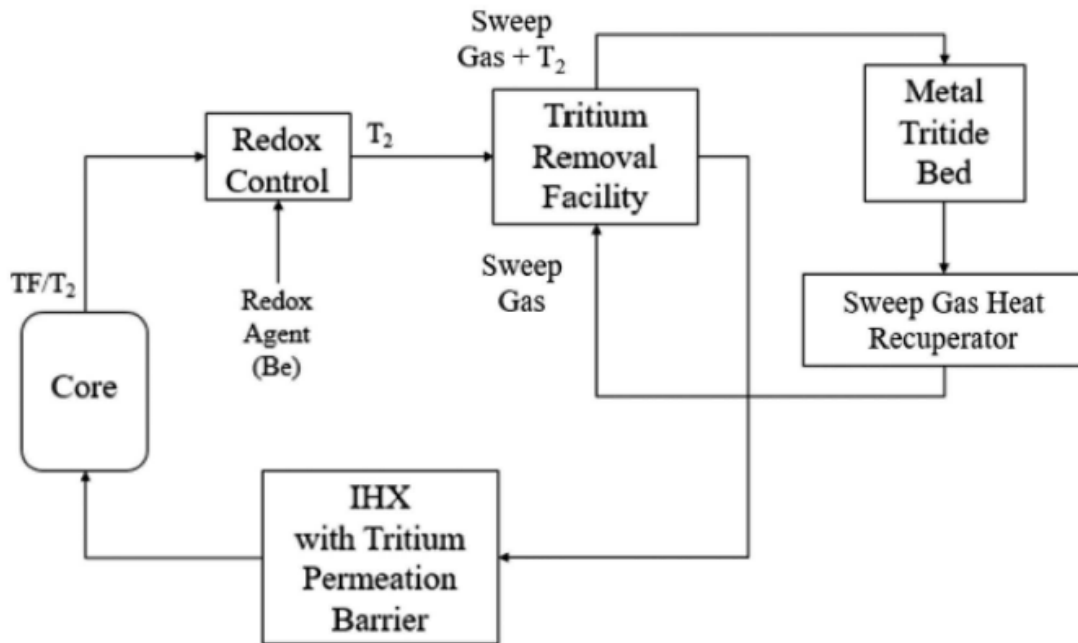 Sweep
Gas + T₂
Metal
Tritide
Bed
Tritium
Removal
Facility
Redox
Control
T₂
Sweep
Gas
Sweep Gas Heat
Recuperator
TF/T₂
Redox
Agent
(Be)
Core
IHX
with Tritium
Permeation
Barrier